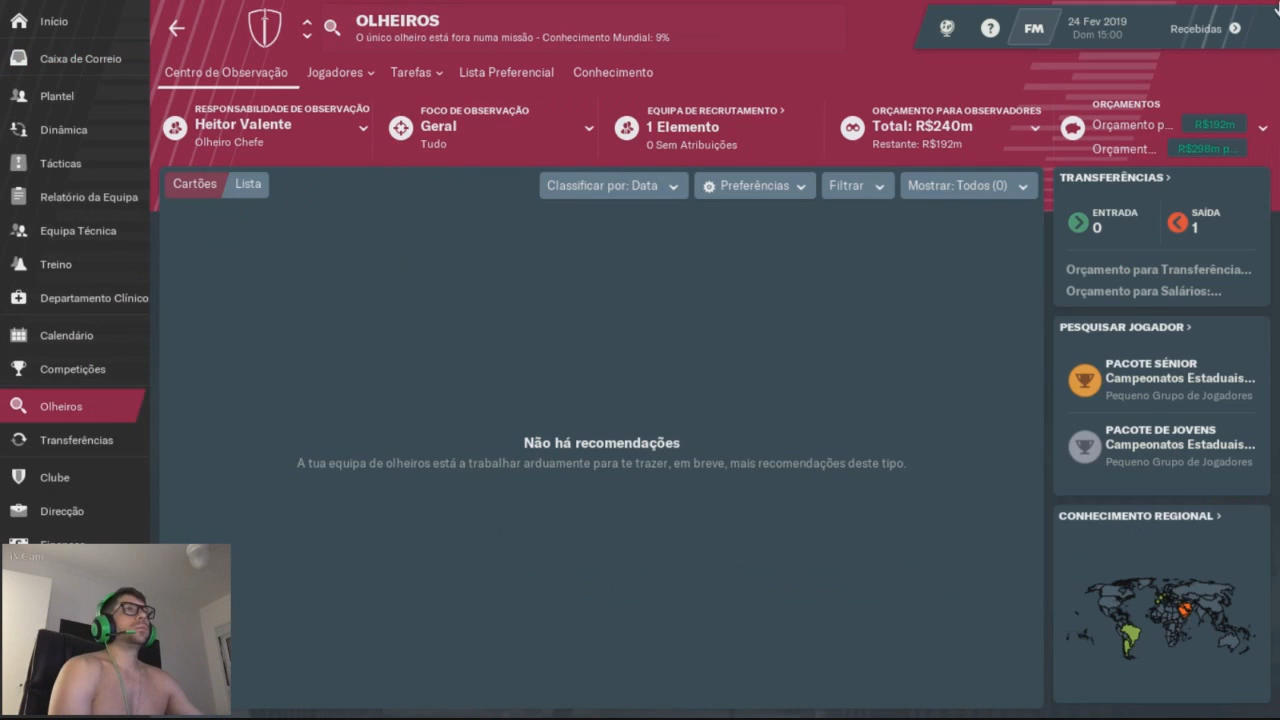 Início
Caixa de Correio
Plantel
Dinâmica
Tácticas
Relatório da Equipa
Equipa Técnica
Treino
Departamento Clínico
Calendário
Competições
Olheiros
Transferências
Clube
Direcção
OLHEIROS
O único olheiro está fora numa missão - Conhecimento Mundial: 9%
FM
24 Fev 2019
Dom 15:00
Recebidas
Centro de Observação
Jogadores
Tarefas
Lista Preferencial
Conhecimento
RESPONSABILIDADE DE OBSERVAÇÃO
Heitor Valente
Olheiro Chefe
FOCO DE OBSERVAÇÃO
Geral
Tudo
EQUIPA DE RECRUTAMENTO >
1 Elemento
0 Sem Atribuições
ORÇAMENTO PARA OBSERVADORES
Total: R$240m
Restante: R$192m
ORÇAMENTOS
Orçamento p... R$192m
Orçament... R$298m p...
Cartões
Lista
Classificar por: Data
Preferências
Filtrar
Mostrar: Todos (0)
Não há recomendações
A tua equipa de olheiros está a trabalhar arduamente para te trazer, em breve, mais recomendações deste tipo.
TRANSFERÊNCIAS >
ENTRADA
0
SAÍDA
1
Orçamento para Transferência...
Orçamento para Salários:...
PESQUISAR JOGADOR >
PACOTE SÉNIOR
Campeonatos Estaduais...
Pequeno Grupo de Jogadores
PACOTE DE JOVENS
Campeonatos Estaduais...
Pequeno Grupo de Jogadores
CONHECIMENTO REGIONAL >